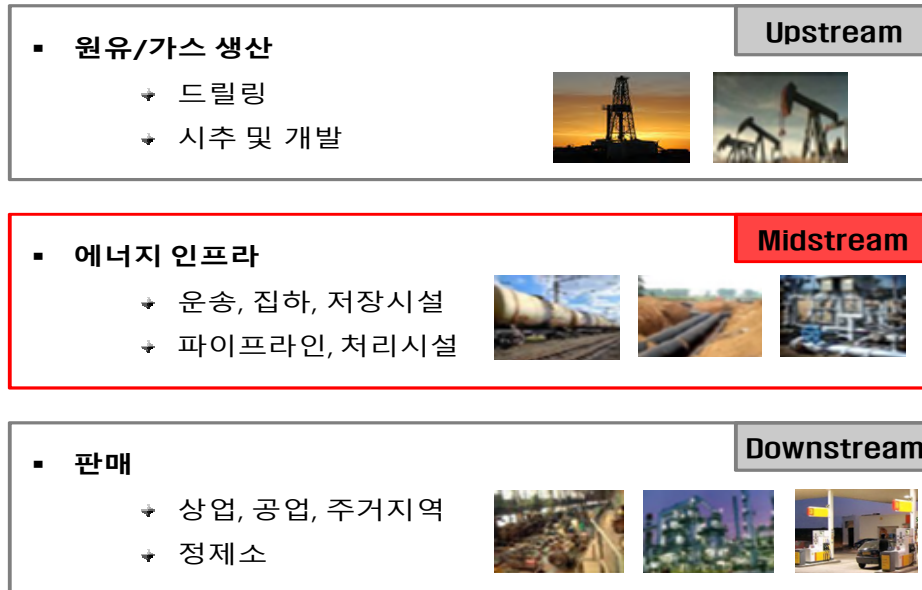 Upstream
▪ 원유/가스 생산
드릴링
시추 및 개발
Midstream
▪ 에너지 인프라
운송, 집하, 저장시설
파이프라인, 처리시설
Downstream
▪ 판매
상업, 공업, 주거지역
정제소